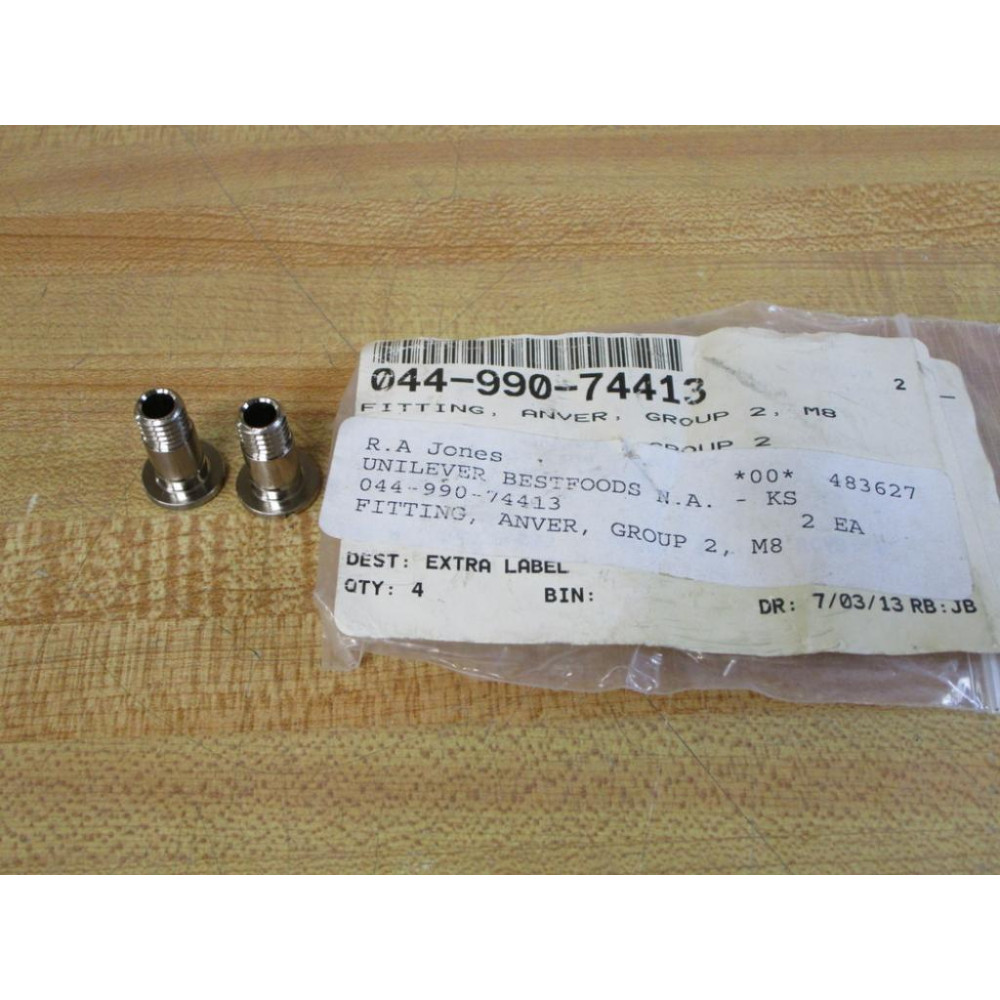 044-990-74413 2
FITTING, ANVER, GROUP 2, M8
GROUP 2
R.A Jones *00* 483627
UNILEVER BESTFOODS N.A. - KS
044-990-74413 2 EA
FITTING, ANVER, GROUP 2, M8
DEST: EXTRA LABEL
QTY: 4 BIN: DR: 7/03/13 RB:JB